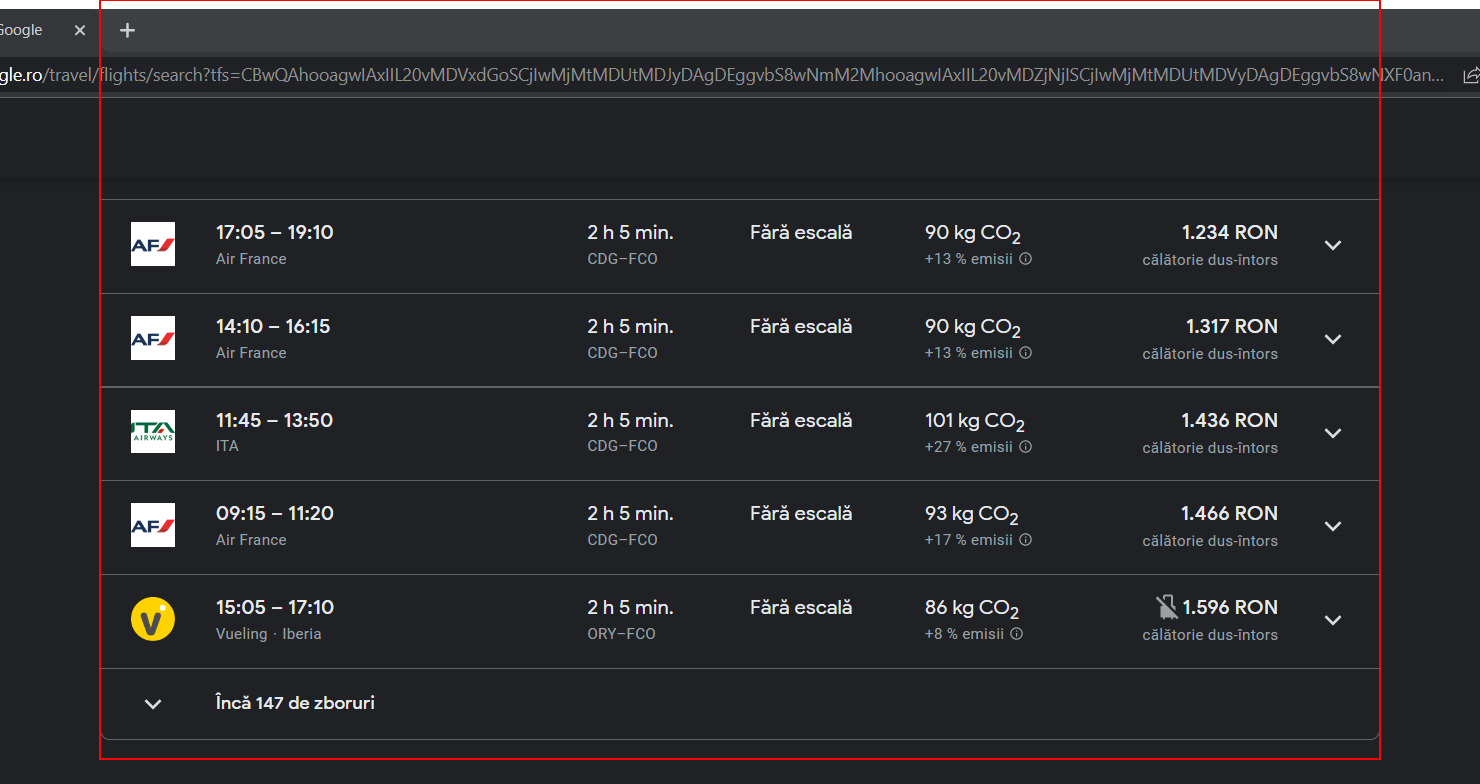 Google
gle.ro/travel/flights/search?tfs=CBwQAhooagwIAxIIL20vMDVxdGoSCjIwMjMtMDUtMDJyDAgDEggvbS8wNmM2MhooagwIAxIIL20vMDZjNjISCjIwMjMtMDUtMDVyDAgDEggvbS8wNXF0an...
AF 17:05 – 19:10 2 h 5 min. Fără escală 90 kg CO2 1.234 RON
Air France CDG–FCO +13 % emisii călătorie dus-întors
AF 14:10 – 16:15 2 h 5 min. Fără escală 90 kg CO2 1.317 RON
Air France CDG–FCO +13 % emisii călătorie dus-întors
ITA AIRWAYS 11:45 – 13:50 2 h 5 min. Fără escală 101 kg CO2 1.436 RON
ITA CDG–FCO +27 % emisii călătorie dus-întors
AF 09:15 – 11:20 2 h 5 min. Fără escală 93 kg CO2 1.466 RON
Air France CDG–FCO +17 % emisii călătorie dus-întors
V 15:05 – 17:10 2 h 5 min. Fără escală 86 kg CO2 1.596 RON
Vueling · Iberia ORY–FCO +8 % emisii călătorie dus-întors
Încă 147 de zboruri